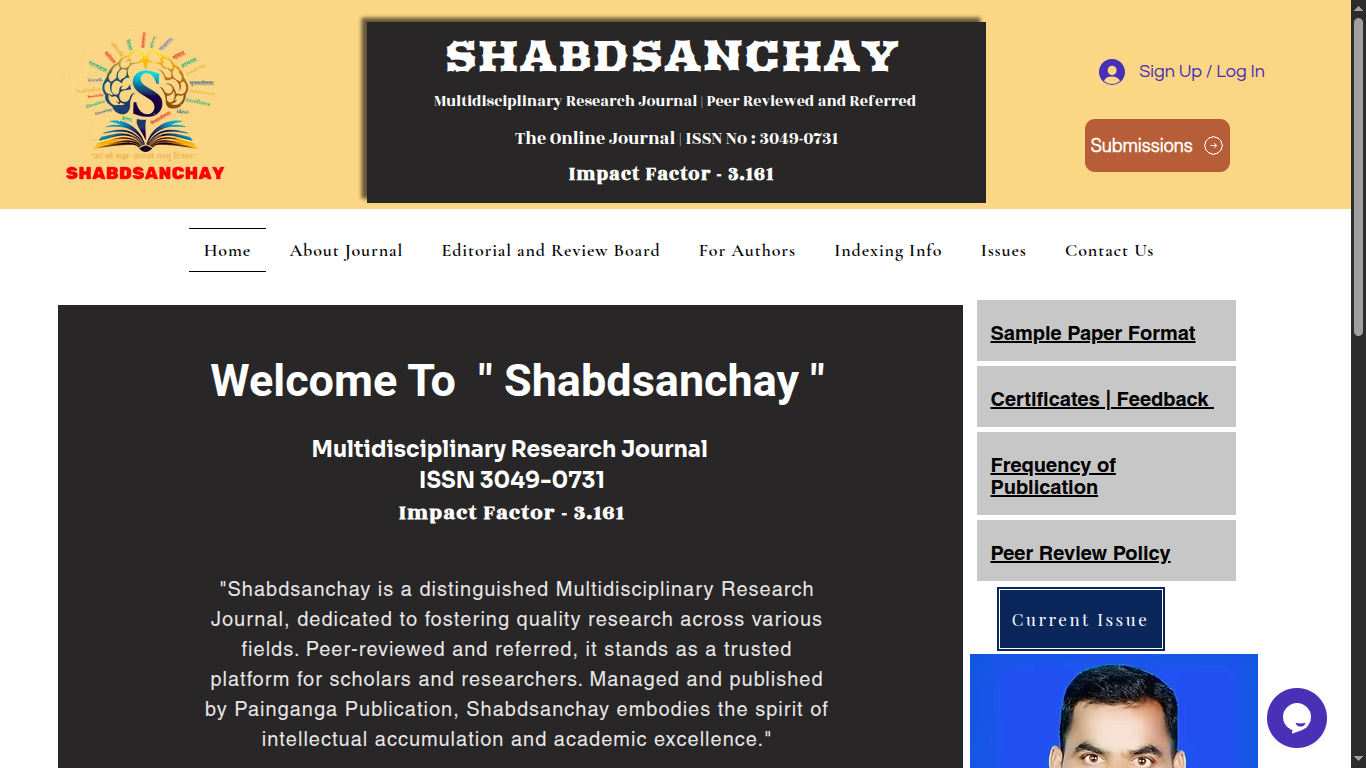 SHABDSANCHAY
SHABDSANCHAY
Multidisciplinary Research Journal | Peer Reviewed and Referred
The Online Journal | ISSN No : 3049-0731
Impact Factor - 3.161
Sign Up / Log In
Submissions
Home
About Journal
Editorial and Review Board
For Authors
Indexing Info
Issues
Contact Us
Welcome To " Shabdsanchay "
Multidisciplinary Research Journal
ISSN 3049-0731
Impact Factor - 3.161
"Shabdsanchay is a distinguished Multidisciplinary Research
Journal, dedicated to fostering quality research across various
fields. Peer-reviewed and referred, it stands as a trusted
platform for scholars and researchers. Managed and published
by Painganga Publication, Shabdsanchay embodies the spirit of
intellectual accumulation and academic excellence."
Sample Paper Format
Certificates | Feedback
Frequency of
Publication
Peer Review Policy
Current Issue